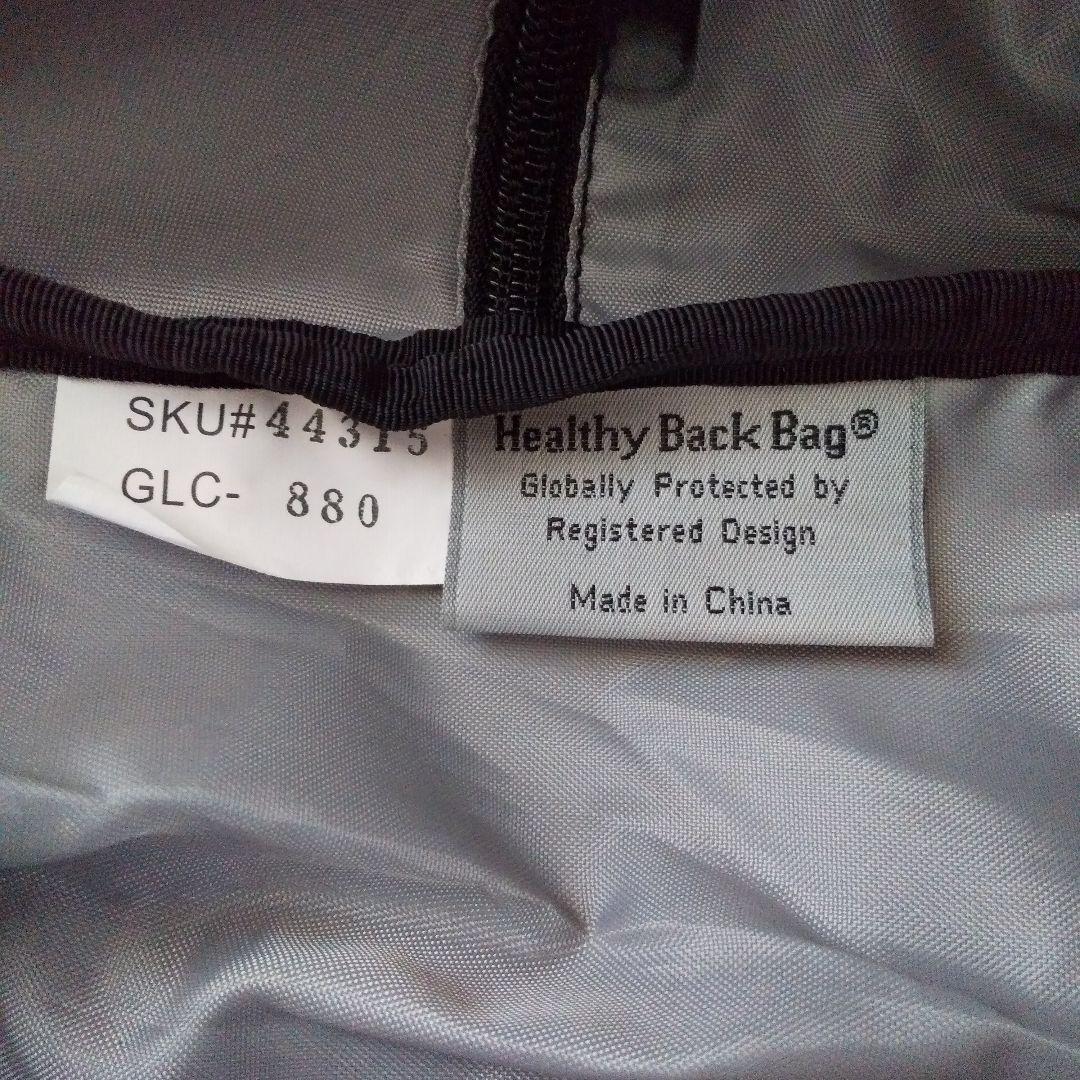 SKU#44315
GLC- 880
Healthy Back Bag®
Globally Protected by
Registered Design
Made in China